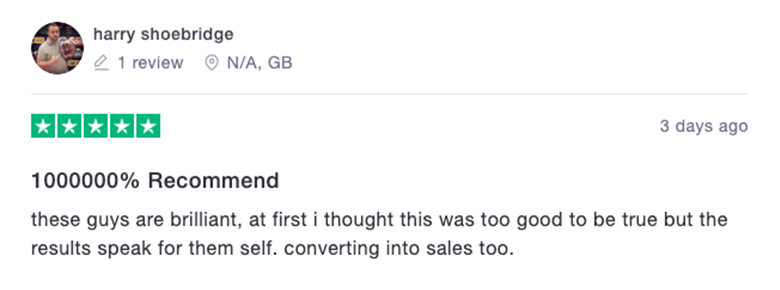 harry shoebridge
1 review N/A, GB
3 days ago
1000000% Recommend
these guys are brilliant, at first i thought this was too good to be true but the
results speak for them self. converting into sales too.